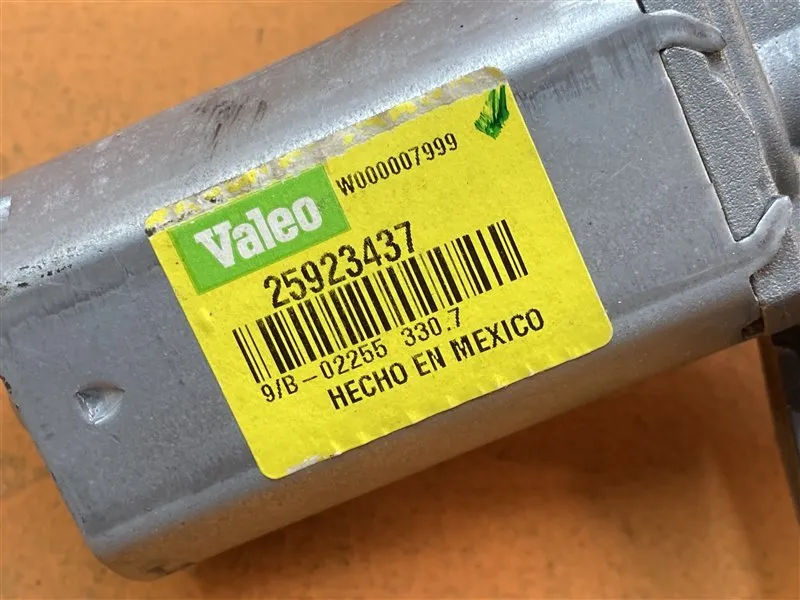 Valeo
W000007999
25923437
9/B-02255 330.7
HECHO EN MEXICO